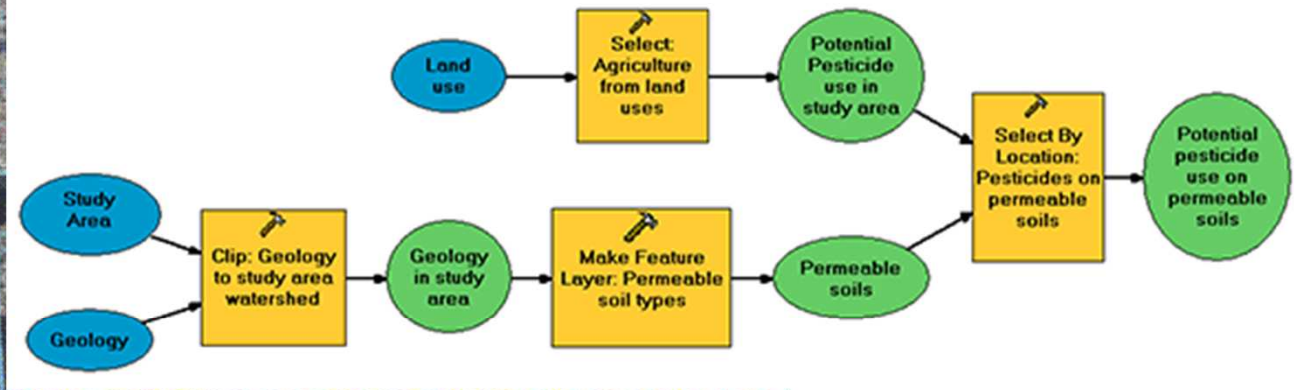 Land
use
Select:
Agriculture
from land
uses
Potential
Pesticide
use in
study area
Select By
Location:
Pesticides on
permeable
soils
Potential
pesticide
use on
permeable
soils
Study
Area
Geology
Clip: Geology
to study area
watershed
Geology
in study
area
Make Feature
Layer: Permeable
soil types
Permeable
soils